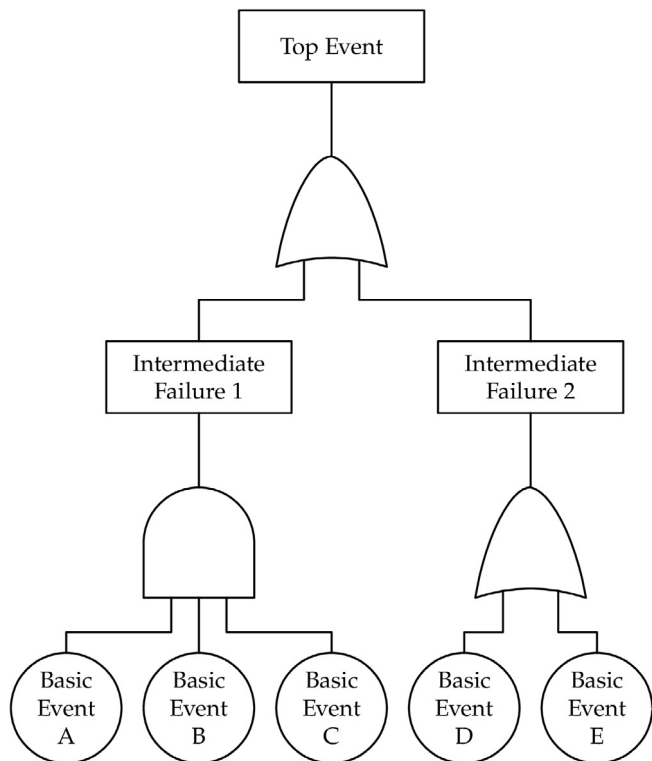 Top Event
Intermediate
Failure 1
Intermediate
Failure 2
Basic
Event
A
Basic
Event
B
Basic
Event
C
Basic
Event
D
Basic
Event
E